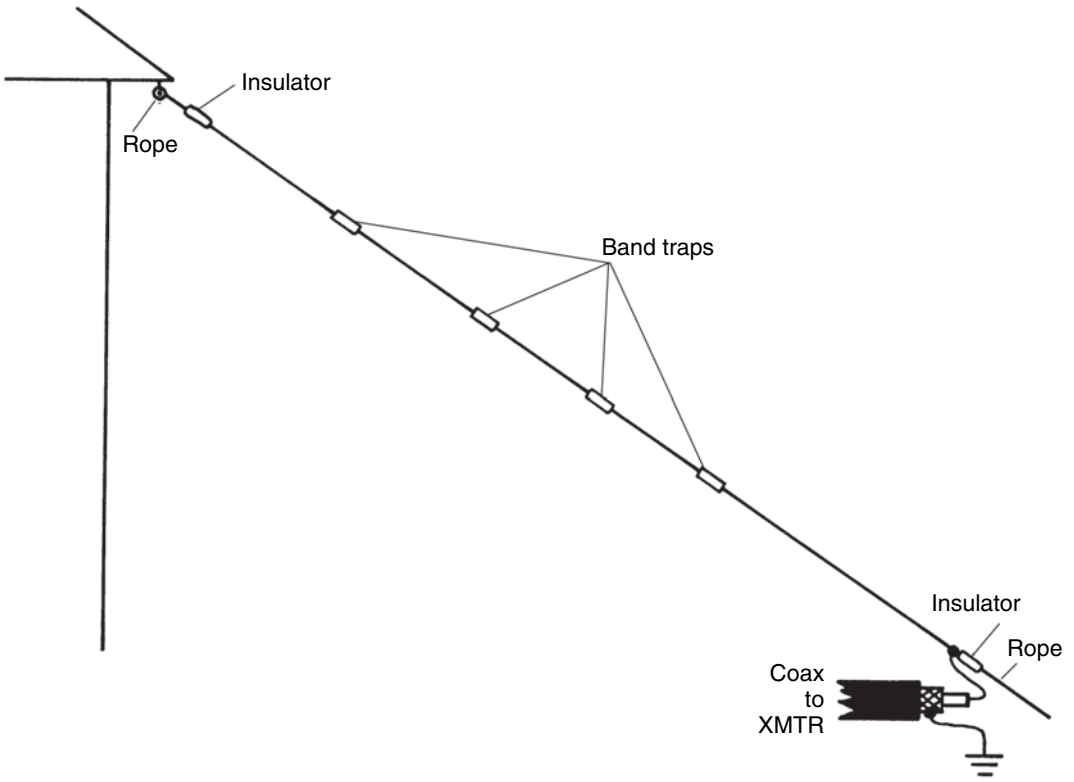 Insulator
Rope
Band traps
Insulator
Rope
Coax
to
XMTR